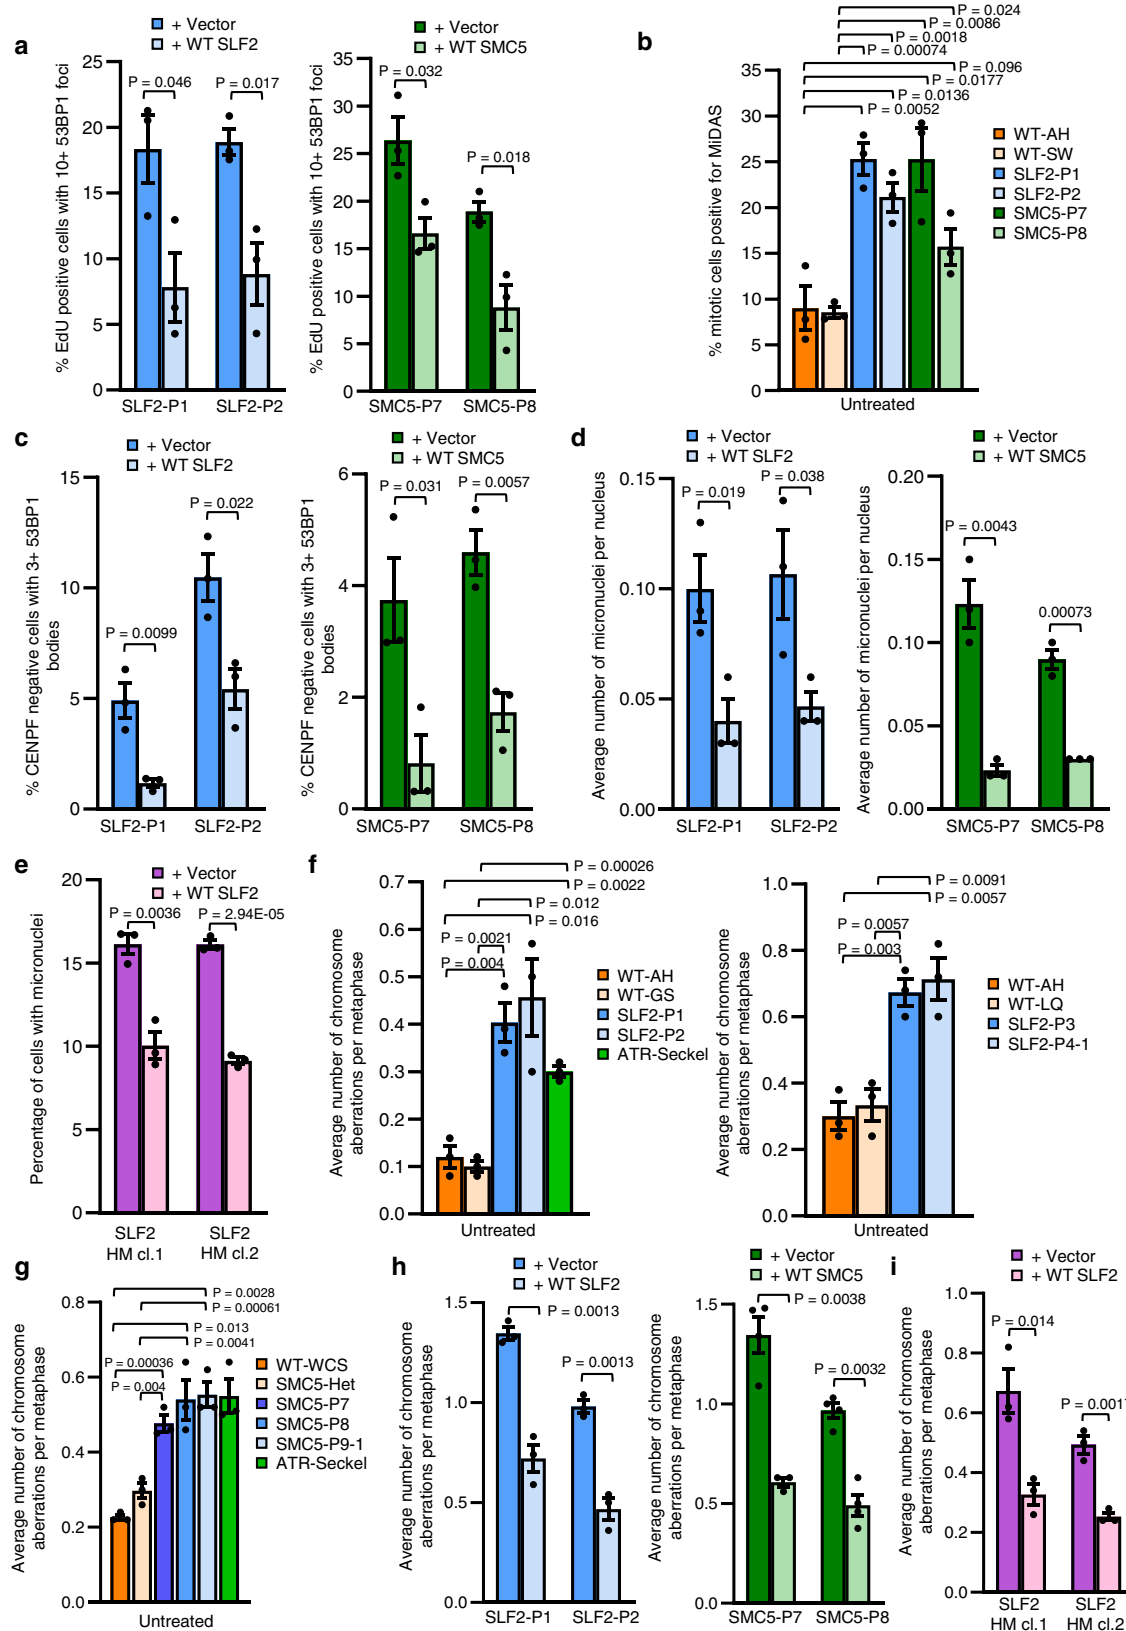 a
+ Vector
+ WT SLF2
% EdU positive cells with 10+ 53BP1 foci
25
20
15
10
5
0
P = 0.046
P = 0.017
SLF2-P1
SLF2-P2
+ Vector
+ WT SMC5
% EdU positive cells with 10+ 53BP1 foci
35
30
25
20
15
10
5
0
P = 0.032
P = 0.018
SMC5-P7
SMC5-P8
b
P = 0.024
P = 0.0086
P = 0.0018
P = 0.00074
P = 0.096
P = 0.0177
P = 0.0136
P = 0.0052
% mitotic cells positive for MiDAS
35
30
25
20
15
10
5
0
Untreated
WT-AH
WT-SW
SLF2-P1
SLF2-P2
SMC5-P7
SMC5-P8
c
+ Vector
+ WT SLF2
% CENPF negative cells with 3+ 53BP1
bodies
15
10
5
0
P = 0.0099
P = 0.022
SLF2-P1
SLF2-P2
+ Vector
+ WT SMC5
% CENPF negative cells with 3+ 53BP1
bodies
6
4
2
0
P = 0.031
P = 0.0057
SMC5-P7
SMC5-P8
d
+ Vector
+ WT SLF2
Average number of micronuclei per nucleus
0.15
0.10
0.05
0.00
P = 0.019
P = 0.038
SLF2-P1
SLF2-P2
+ Vector
+ WT SMC5
Average number of micronuclei per nucleus
0.20
0.15
0.10
0.05
0.00
P = 0.0043
0.00073
SMC5-P7
SMC5-P8
e
+ Vector
+ WT SLF2
Percentage of cells with micronuclei
20
15
10
5
0
P = 0.0036
P = 2.94E-05
SLF2
HM cl.1
SLF2
HM cl.2
f
P = 0.00026
P = 0.0022
P = 0.012
P = 0.016
P = 0.0021
P = 0.004
Average number of chromosome
aberrations per metaphase
0.7
0.6
0.5
0.4
0.3
0.2
0.1
0.0
Untreated
WT-AH
WT-GS
SLF2-P1
SLF2-P2
ATR-Seckel
P = 0.0091
P = 0.0057
P = 0.0057
P = 0.003
Average number of chromosome
aberrations per metaphase
1.0
0.8
0.6
0.4
0.2
0.0
Untreated
WT-AH
WT-LQ
SLF2-P3
SLF2-P4-1
g
P = 0.0028
P = 0.00061
P = 0.013
P = 0.0041
P = 0.00036
P = 0.004
Average number of chromosome
aberrations per metaphase
0.8
0.6
0.4
0.2
0.0
Untreated
WT-WCS
SMC5-Het
SMC5-P7
SMC5-P8
SMC5-P9-1
ATR-Seckel
h
+ Vector
+ WT SLF2
Average number of chromosome
aberrations per metaphase
1.5
1.0
0.5
0.0
P = 0.0013
P = 0.0013
SLF2-P1
SLF2-P2
+ Vector
+ WT SMC5
Average number of chromosome
aberrations per metaphase
1.5
1.0
0.5
0.0
P = 0.0038
P = 0.0032
SMC5-P7
SMC5-P8
i
+ Vector
+ WT SLF2
Average number of chromosome
aberrations per metaphase
1.0
0.8
0.6
0.4
0.2
0.0
P = 0.014
P = 0.0017
SLF2
HM cl.1
SLF2
HM cl.2